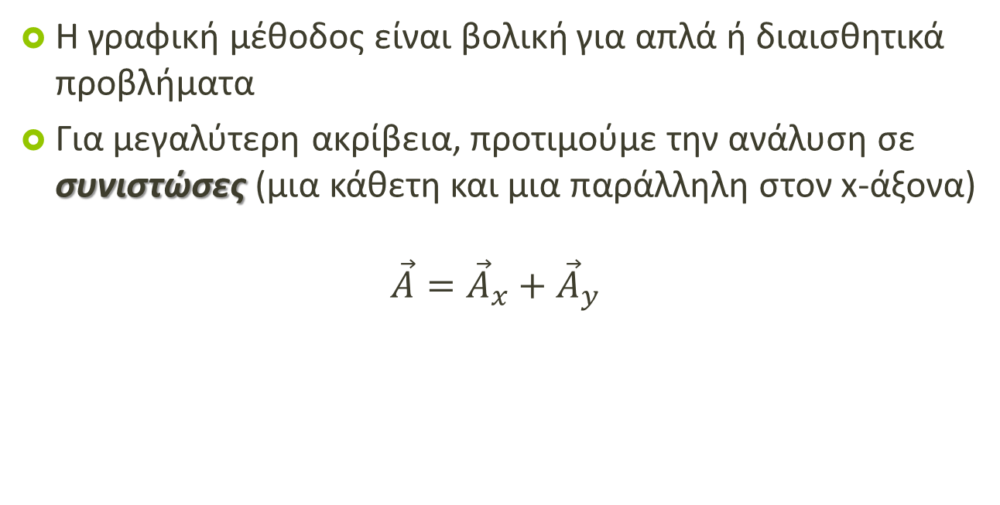 Η γραφική μέθοδος είναι βολική για απλά ή διαισθητικά
προβλήματα
Για μεγαλύτερη ακρίβεια, προτιμούμε την ανάλυση σε
συνιστώσες (μια κάθετη και μια παράλληλη στον x-άξονα)
$\vec{A} = \vec{A}_x + \vec{A}_y$